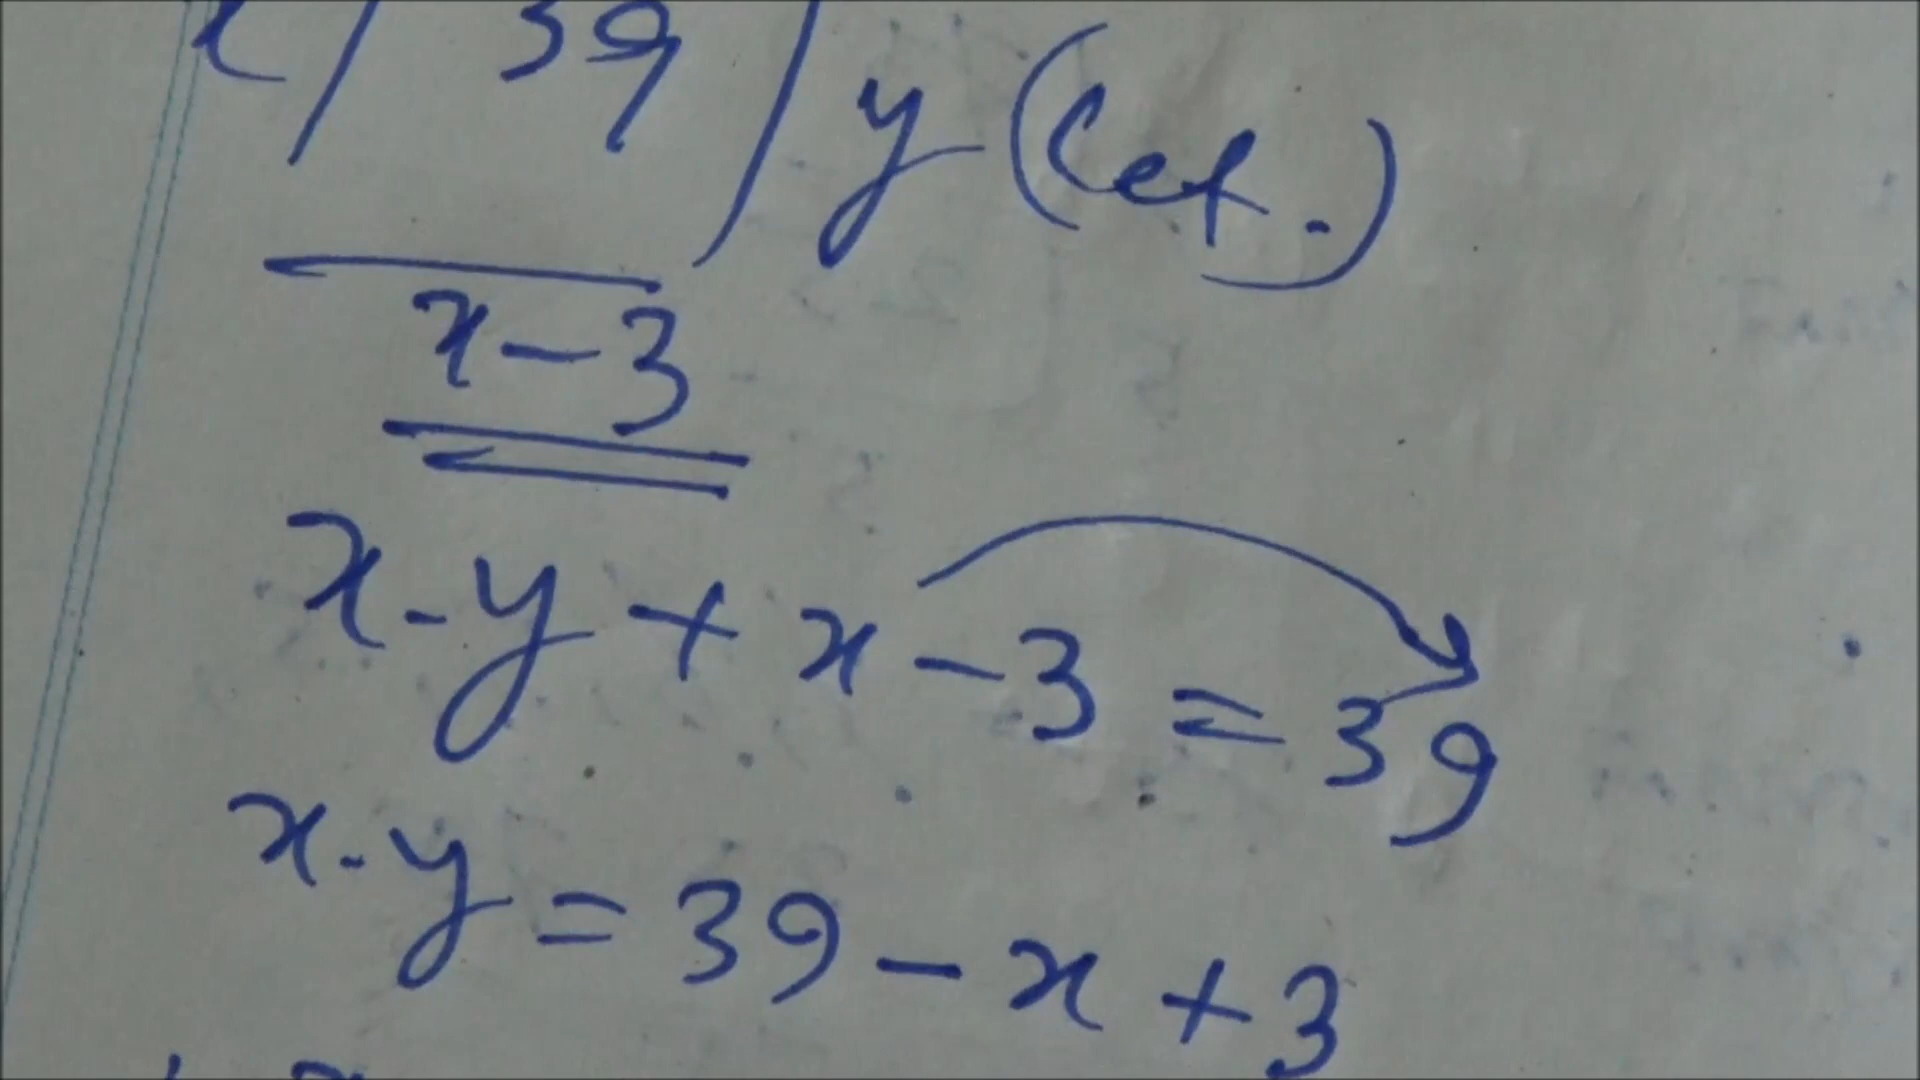 x) 39) y (let.)
x-3
x.y + x - 3 = 39
x.y = 39 - x + 3